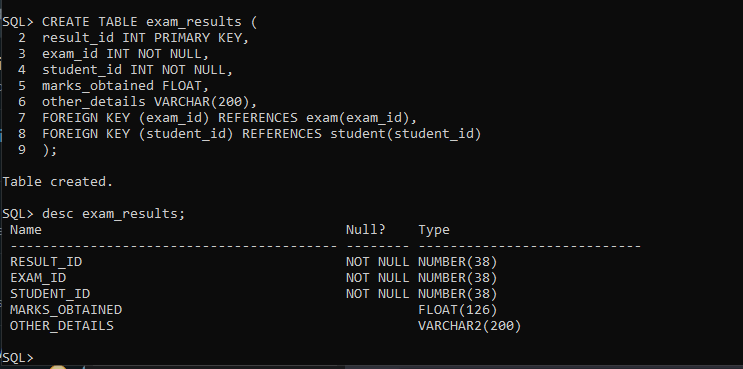 SQL> CREATE TABLE exam_results (
  2  result_id INT PRIMARY KEY,
  3  exam_id INT NOT NULL,
  4  student_id INT NOT NULL,
  5  marks_obtained FLOAT,
  6  other_details VARCHAR(200),
  7  FOREIGN KEY (exam_id) REFERENCES exam(exam_id),
  8  FOREIGN KEY (student_id) REFERENCES student(student_id)
  9  );
Table created.
SQL> desc exam_results;
 Name                                      Null?    Type
 ----------------------------------------- -------- ----------------------------
 RESULT_ID                                 NOT NULL NUMBER(38)
 EXAM_ID                                   NOT NULL NUMBER(38)
 STUDENT_ID                                NOT NULL NUMBER(38)
 MARKS_OBTAINED                                     FLOAT(126)
 OTHER_DETAILS                                      VARCHAR2(200)
SQL>